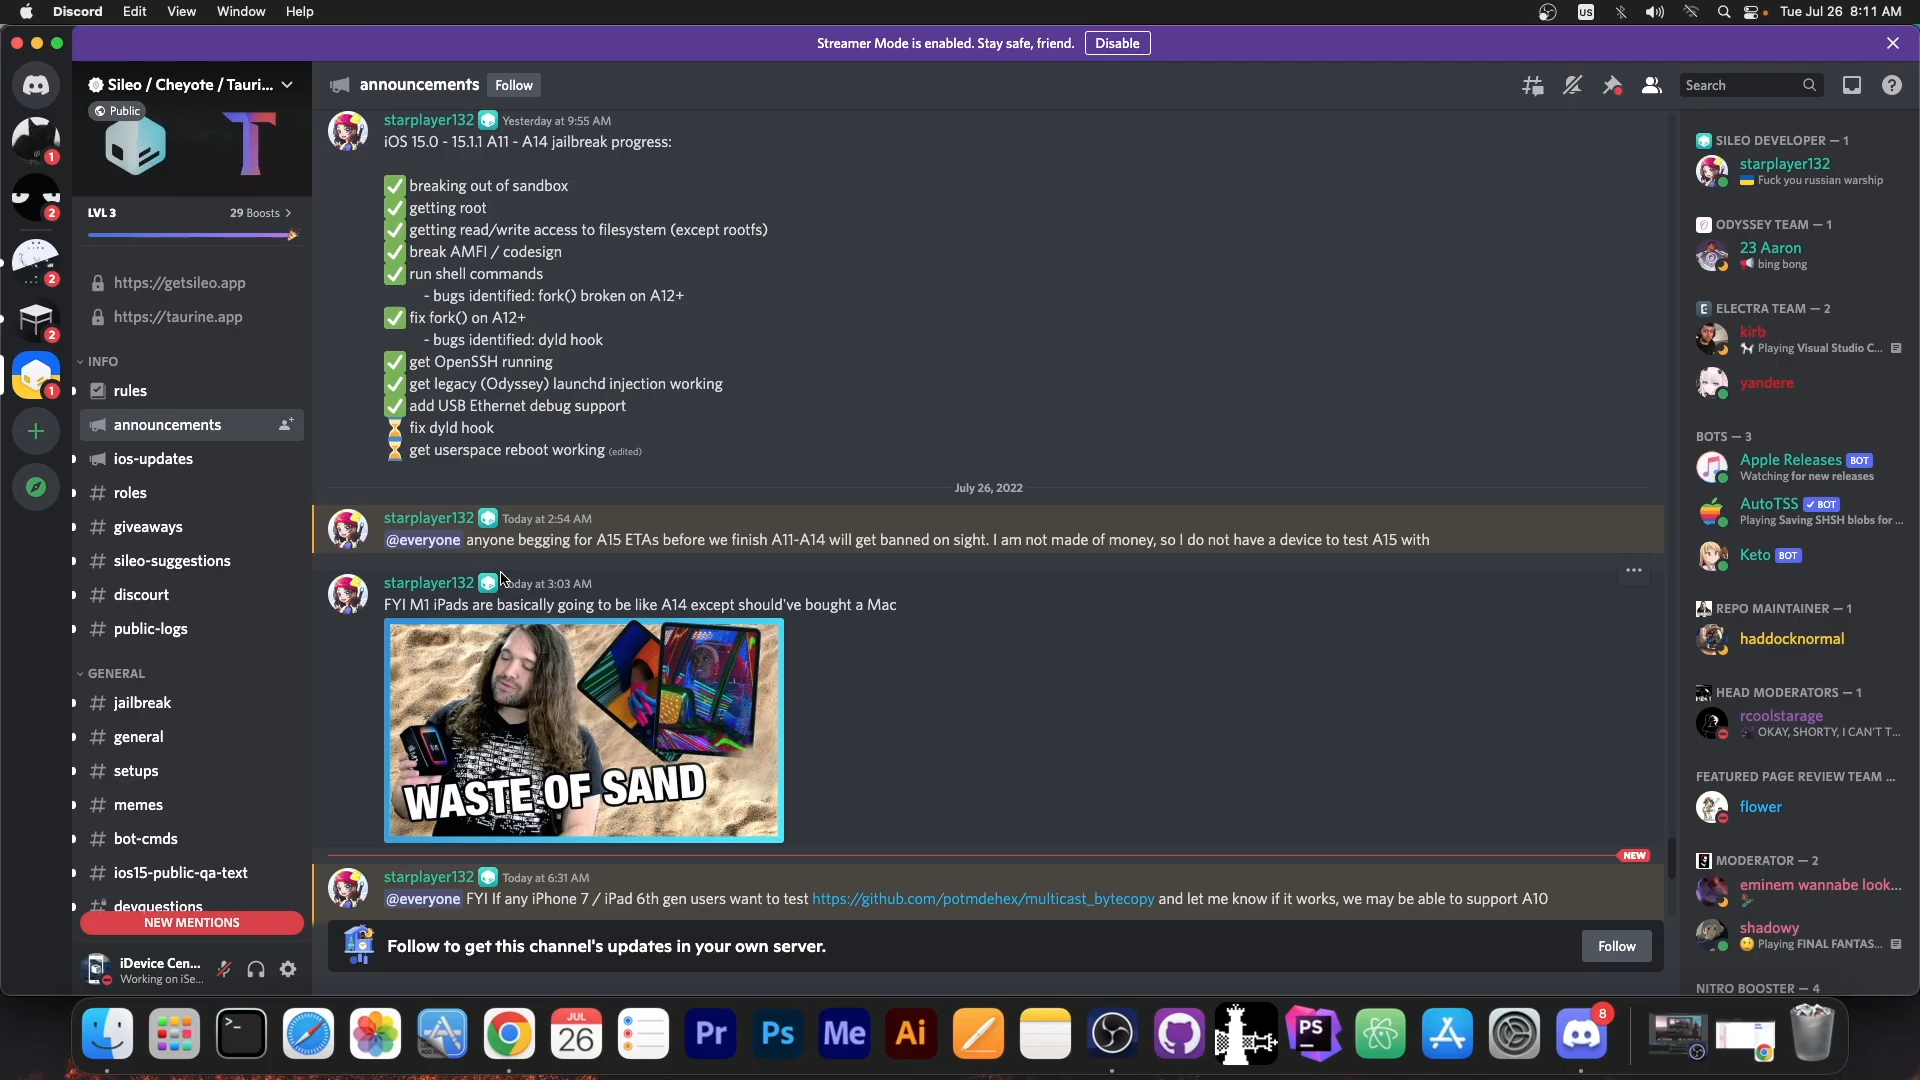 Discord Edit View Window Help
US
Tue Jul 26 8:11 AM
Streamer Mode is enabled. Stay safe, friend. Disable
Sileo / Cheyote / Tauri...
Public
LVL 3 29 Boosts
https://getsileo.app
https://taurine.app
INFO
rules
announcements
ios-updates
roles
giveaways
sileo-suggestions
discourt
public-logs
GENERAL
jailbreak
general
setups
memes
bot-cmds
ios15-public-qa-text
devquestions
NEW MENTIONS
iDevice Cen...
Working on iSe...
1
2
2
2
1
announcements Follow
Search
starplayer132 Yesterday at 9:55 AM
iOS 15.0 - 15.1.1 A11 - A14 jailbreak progress:
✅ breaking out of sandbox
✅ getting root
✅ getting read/write access to filesystem (except rootfs)
✅ break AMFI / codesign
✅ run shell commands
- bugs identified: fork() broken on A12+
✅ fix fork() on A12+
- bugs identified: dyld hook
✅ get OpenSSH running
✅ get legacy (Odyssey) launchd injection working
✅ add USB Ethernet debug support
⏳ fix dyld hook
⏳ get userspace reboot working (edited)
July 26, 2022
starplayer132 Today at 2:54 AM
@everyone anyone begging for A15 ETAs before we finish A11-A14 will get banned on sight. I am not made of money, so I do not have a device to test A15 with
starplayer132 Today at 3:03 AM
FYI M1 iPads are basically going to be like A14 except should've bought a Mac
WASTE OF SAND
NEW
starplayer132 Today at 6:31 AM
@everyone FYI If any iPhone 7 / iPad 6th gen users want to test https://github.com/potmdehex/multicast_bytecopy and let me know if it works, we may be able to support A10
Follow to get this channel's updates in your own server. Follow
SILEO DEVELOPER — 1
starplayer132
Fuck you russian warship
ODYSSEY TEAM — 1
23 Aaron
bing bong
ELECTRA TEAM — 2
kirb
Playing Visual Studio C...
yandere
BOTS — 3
Apple Releases BOT
Watching for new releases
AutoTSS ✓ BOT
Playing Saving SHSH blobs for ...
Keto BOT
REPO MAINTAINER — 1
haddocknormal
HEAD MODERATORS — 1
rcoolstarage
OKAY, SHORTY, I CAN'T T...
FEATURED PAGE REVIEW TEAM ...
flower
MODERATOR — 2
eminem wannabe look...
shadowy
Playing FINAL FANTAS...
NITRO BOOSTER — 4
JUL
26
Pr Ps Me Ai
PS
8